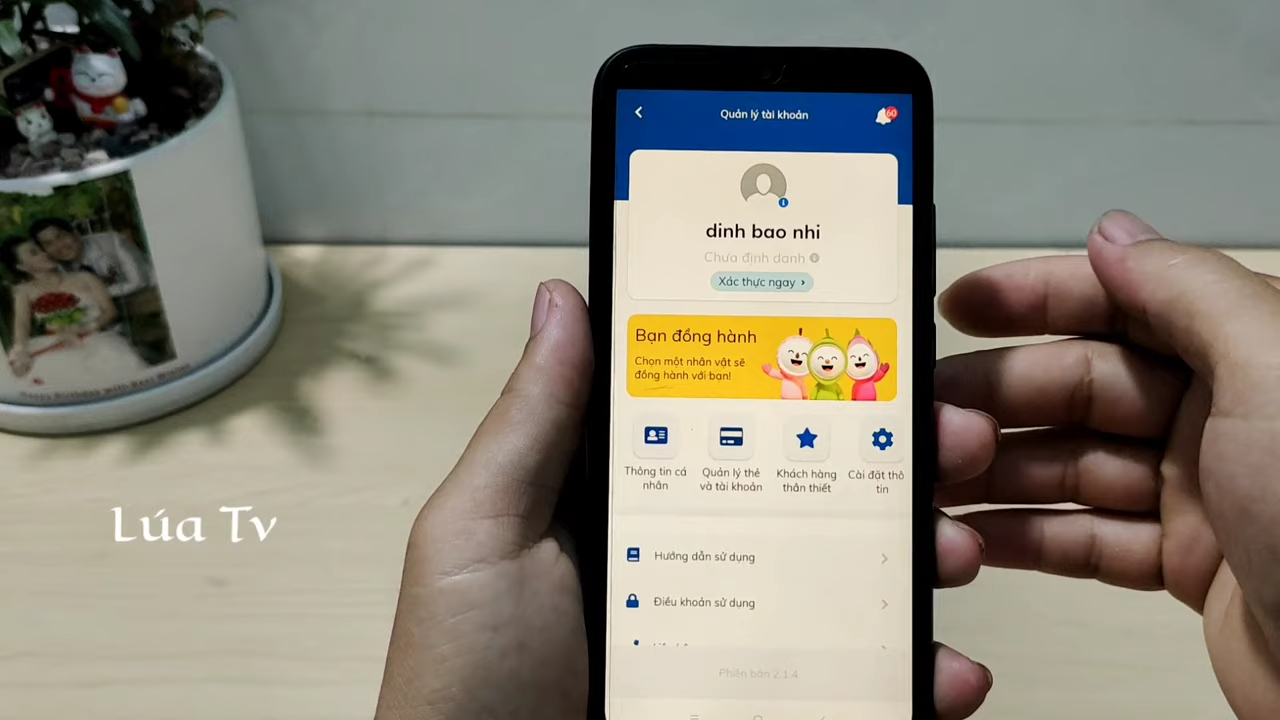 Quản lý tài khoản
60
dinh bao nhi
Chưa định danh
Xác thực ngay
Bạn đồng hành
Chọn một nhân vật sẽ
đồng hành với bạn!
Thông tin cá
nhân
Quản lý thẻ
và tài khoản
Khách hàng
thân thiết
Cài đặt thô
tin
Hướng dẫn sử dụng
Điều khoản sử dụng
Phiên bản 2.1.4
Lúa Tv